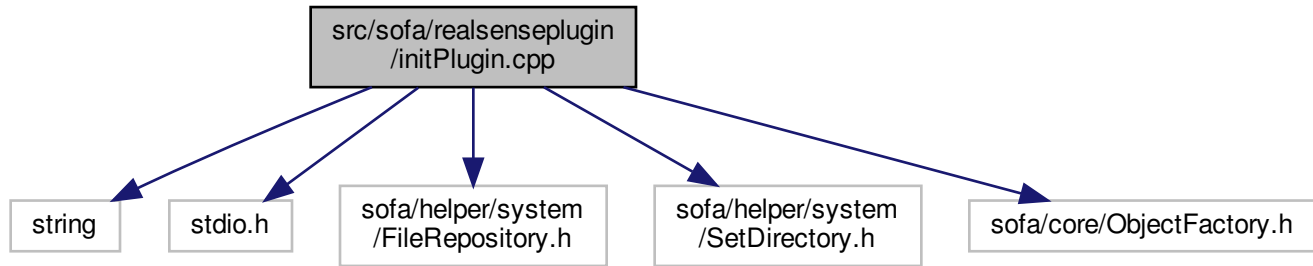 src/sofa/realsenseplugin
/initPlugin.cpp
string
stdio.h
sofa/helper/system
/FileRepository.h
sofa/helper/system
/SetDirectory.h
sofa/core/ObjectFactory.h